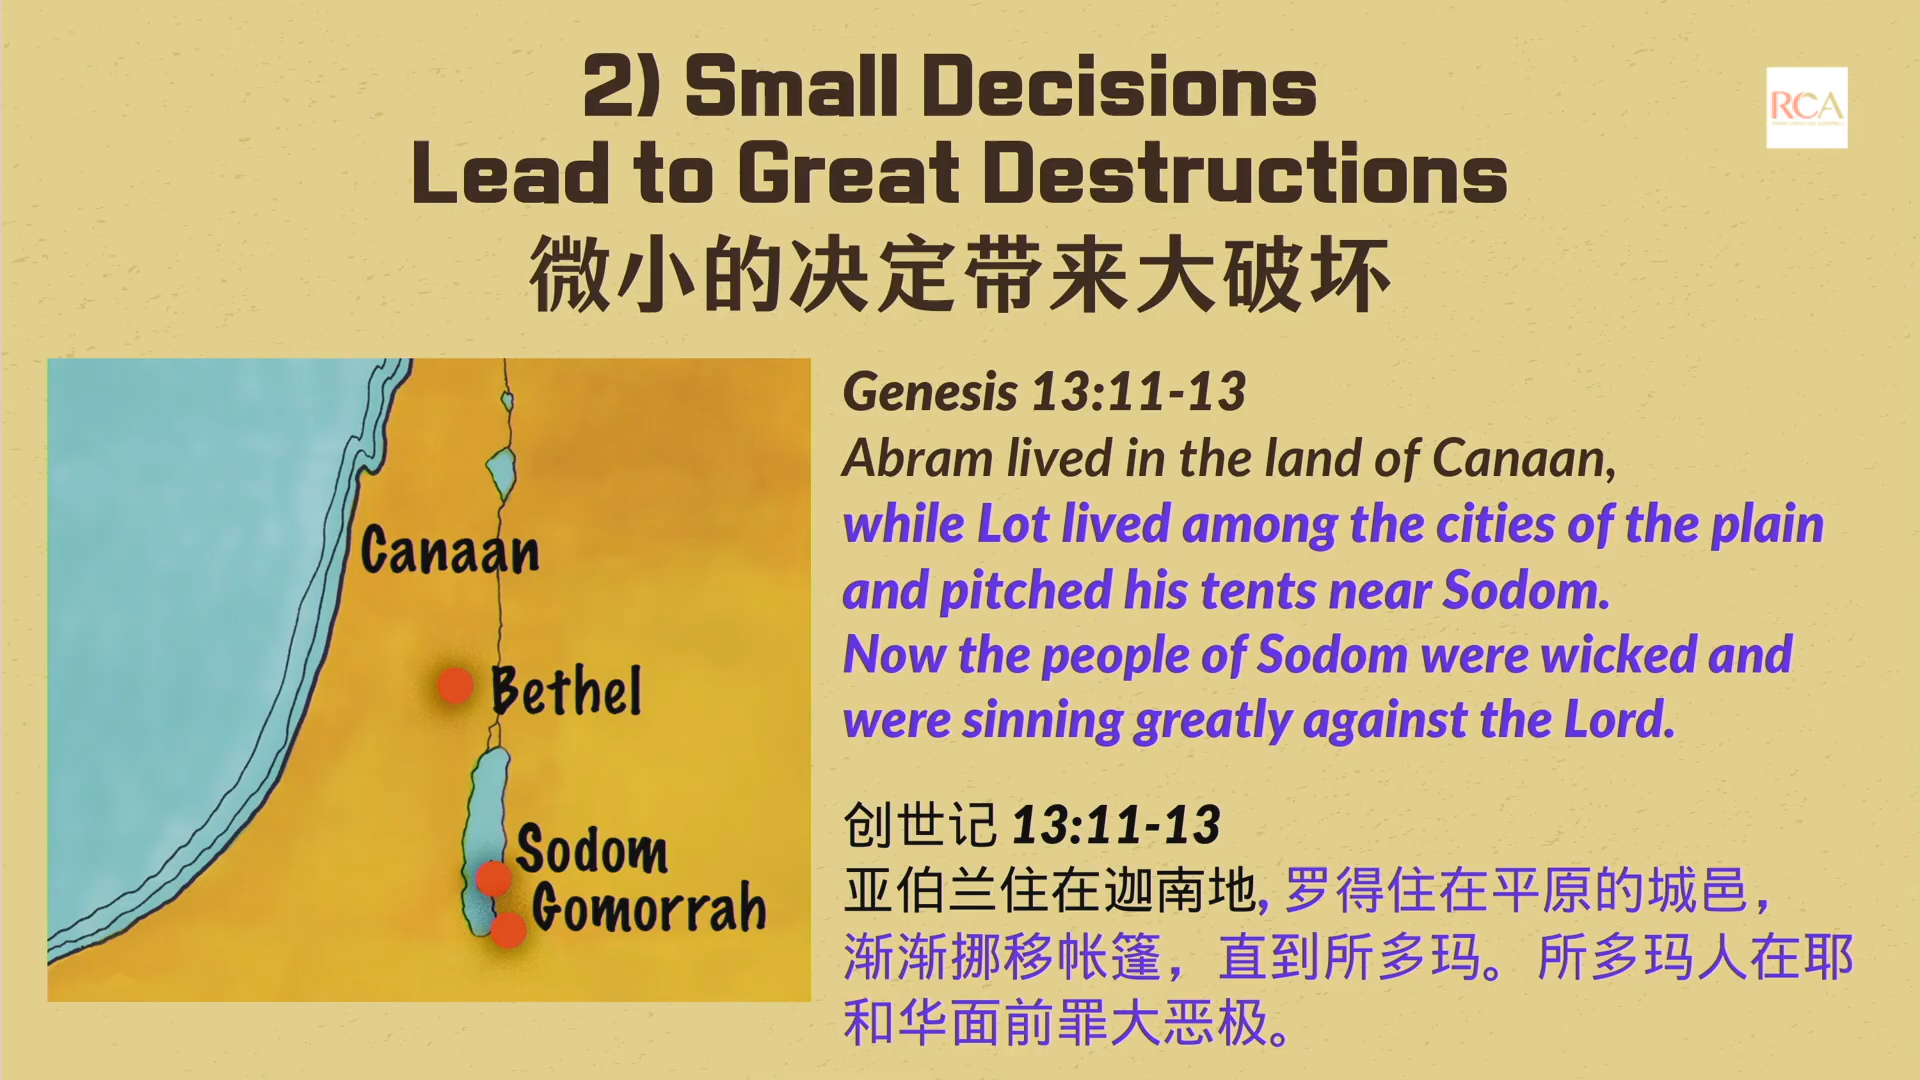 2) Small Decisions
Lead to Great Destructions
微小的决定带来大破坏
RCA
Canaan
Bethel
Sodom
Gomorrah
Genesis 13:11-13
Abram lived in the land of Canaan,
while Lot lived among the cities of the plain
and pitched his tents near Sodom.
Now the people of Sodom were wicked and
were sinning greatly against the Lord.
创世记 13:11-13
亚伯兰住在迦南地, 罗得住在平原的城邑，
渐渐挪移帐篷，直到所多玛。所多玛人在耶
和华面前罪大恶极。